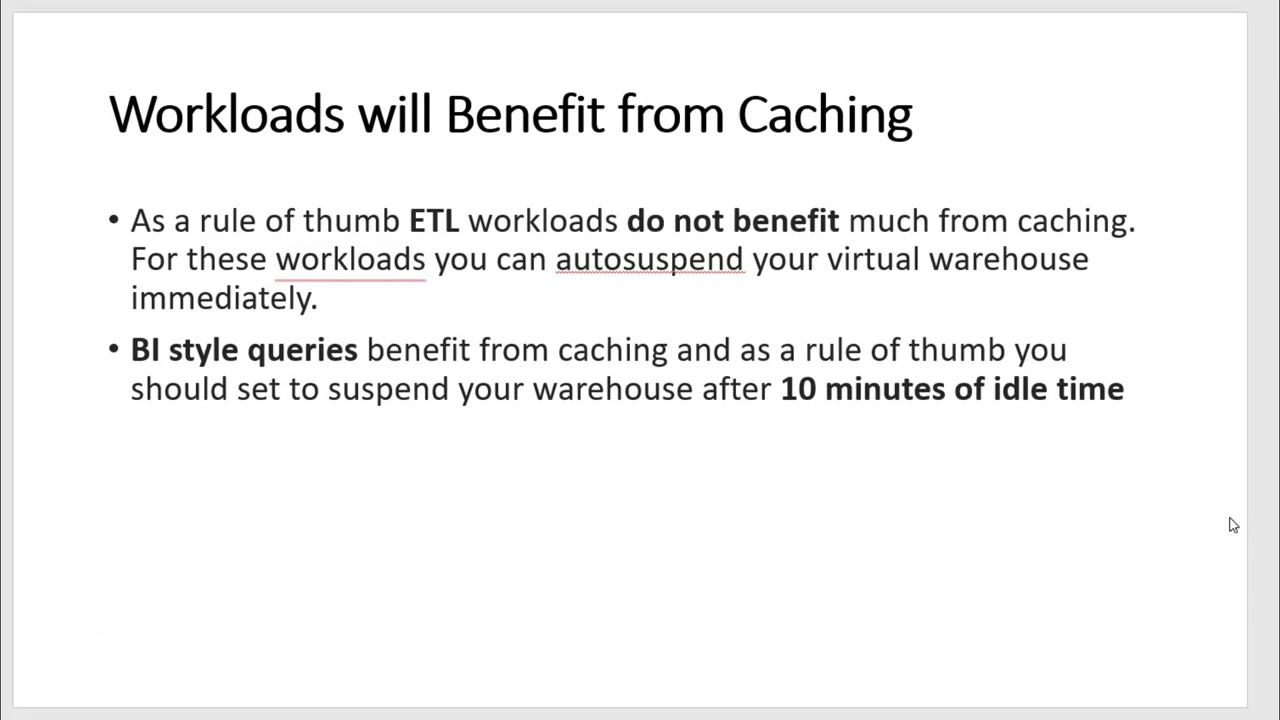 Workloads will Benefit from Caching
• As a rule of thumb ETL workloads do not benefit much from caching.
For these workloads you can autosuspend your virtual warehouse
immediately.
• BI style queries benefit from caching and as a rule of thumb you
should set to suspend your warehouse after 10 minutes of idle time